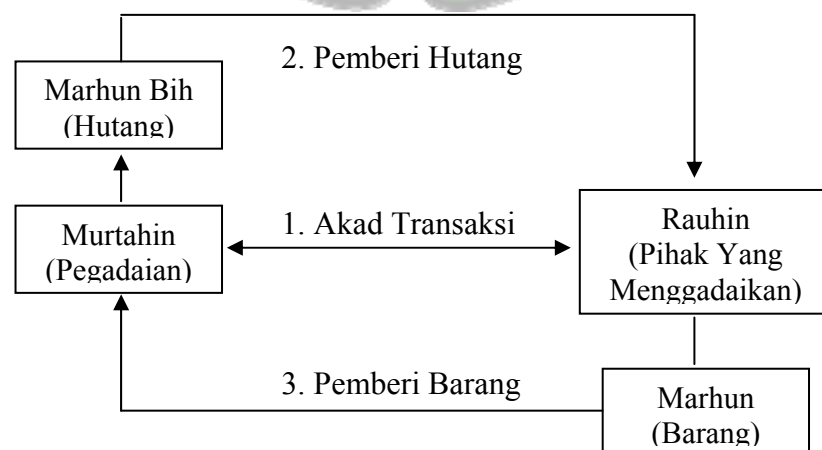 2. Pemberi Hutang
Marhun Bih
(Hutang)
1. Akad Transaksi
Murtahin
(Pegadaian)
Rauhin
(Pihak Yang
Menggadaikan)
3. Pemberi Barang
Marhun
(Barang)